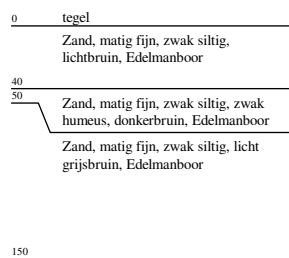 0 tegel
Zand, matig fijn, zwak siltig,
lichtbruin, Edelmanboor
40
50
Zand, matig fijn, zwak siltig, zwak
humeus, donkerbruin, Edelmanboor
Zand, matig fijn, zwak siltig, licht
grijsbruin, Edelmanboor
150